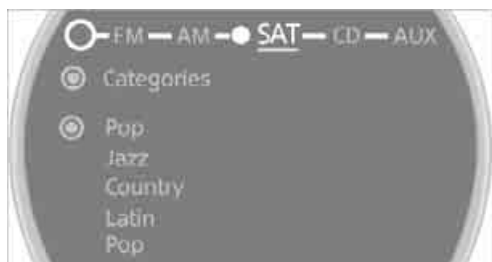 FM AM SAT CD AUX
Categories
Pop
Jazz
Country
Latin
Pop